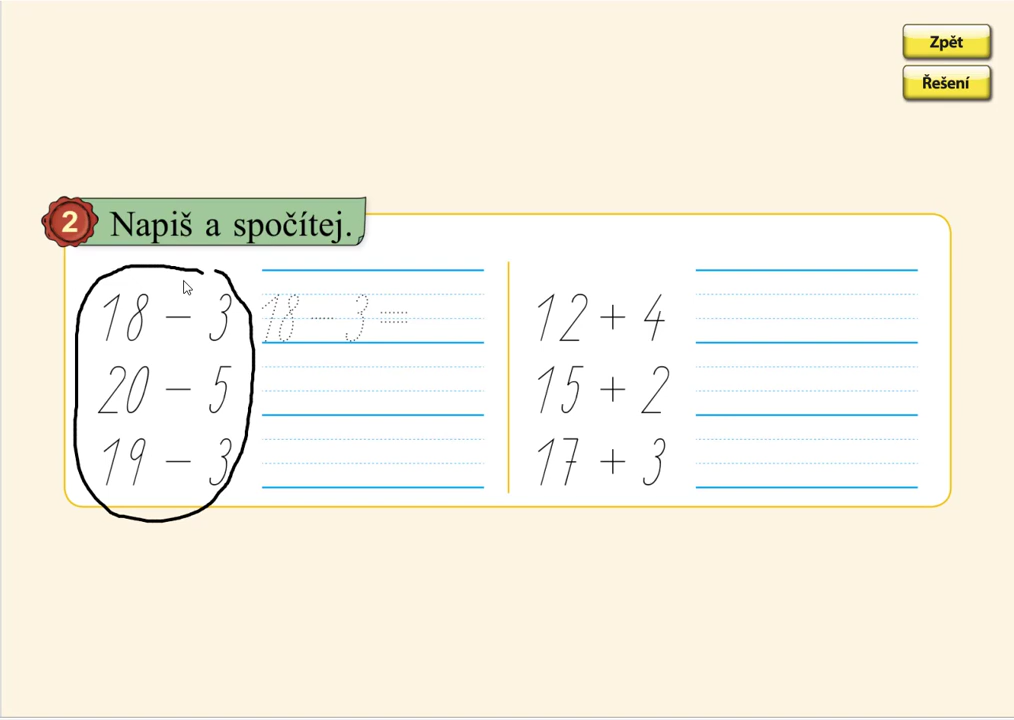 Zpět
Řešení
2 Napiš a spočítej.
18 − 3 18 − 3 =
20 − 5
19 − 3
12 + 4
15 + 2
17 + 3